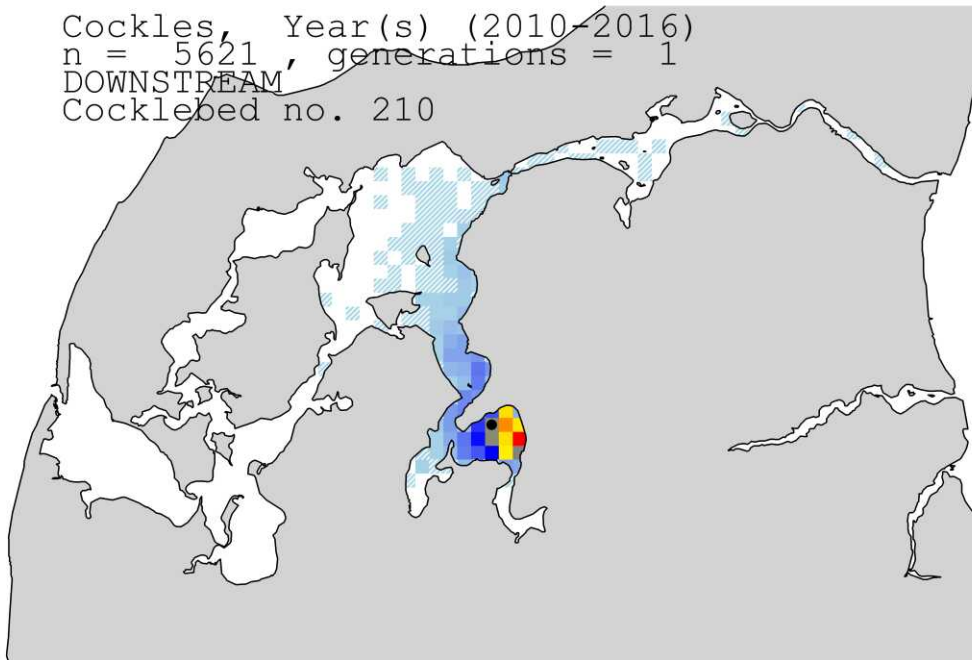 Cockles, Year(s) (2010-2016)
n = 5621 , generations = 1
DOWNSTREAM
Cocklebed no. 210